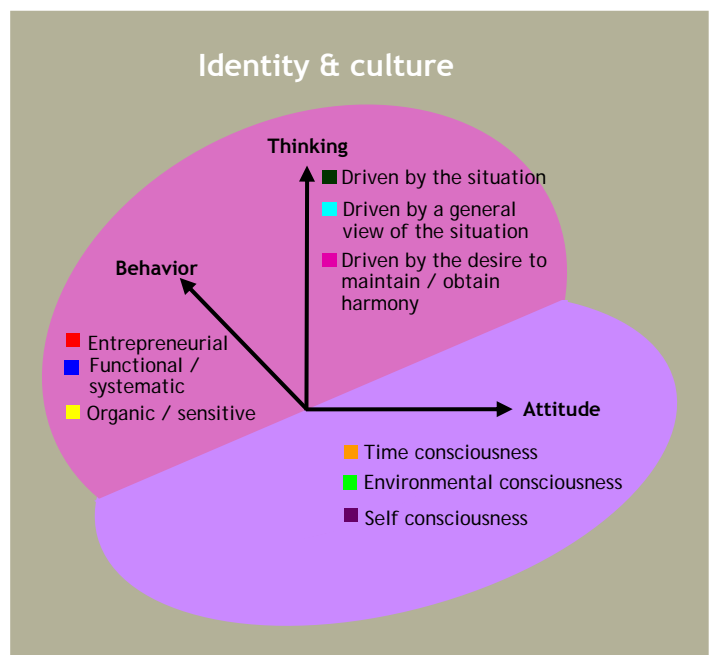 Identity & culture
Thinking
Driven by the situation
Driven by a general
view of the situation
Driven by the desire to
maintain / obtain
harmony
Behavior
Entrepreneurial
Functional /
systematic
Organic / sensitive
Attitude
Time consciousness
Environmental consciousness
Self consciousness